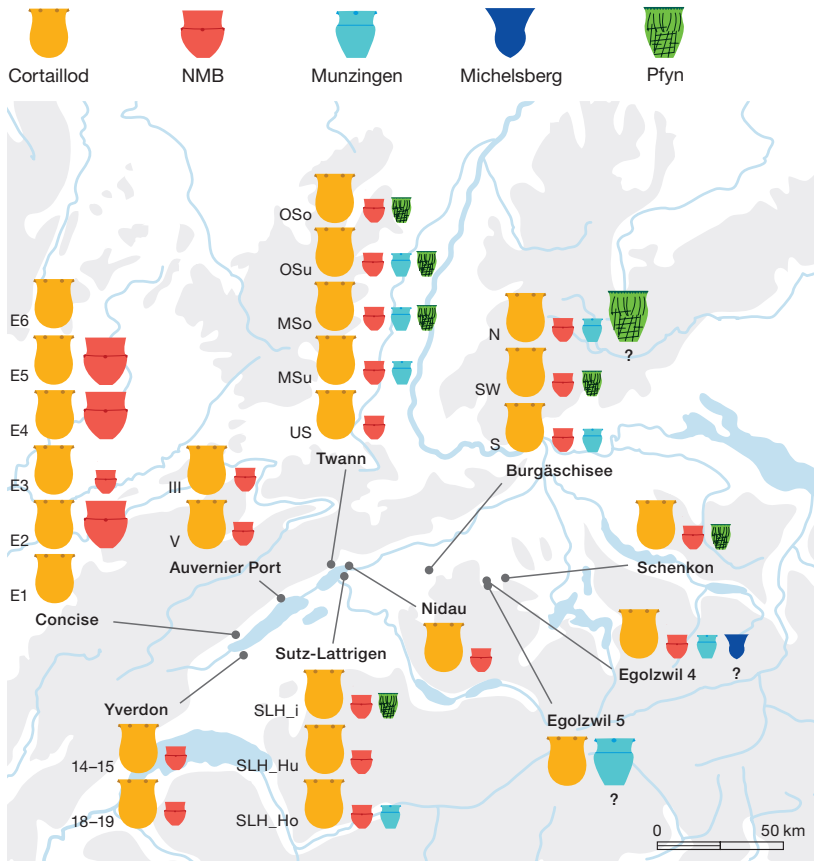 Cortaillod
NMB
Munzingen
Michelsberg
Pfyn
E6
E5
E4
E3
E2
E1
Concise
III
V
Auvernier Port
OSo
OSu
MSo
MSu
US
Twann
N
?
SW
S
Burgäschisee
Schenkon
Nidau
Egolzwil 4
?
Egolzwil 5
?
Sutz-Lattrigen
SLH_i
SLH_Hu
SLH_Ho
Yverdon
14–15
18–19
0 50 km